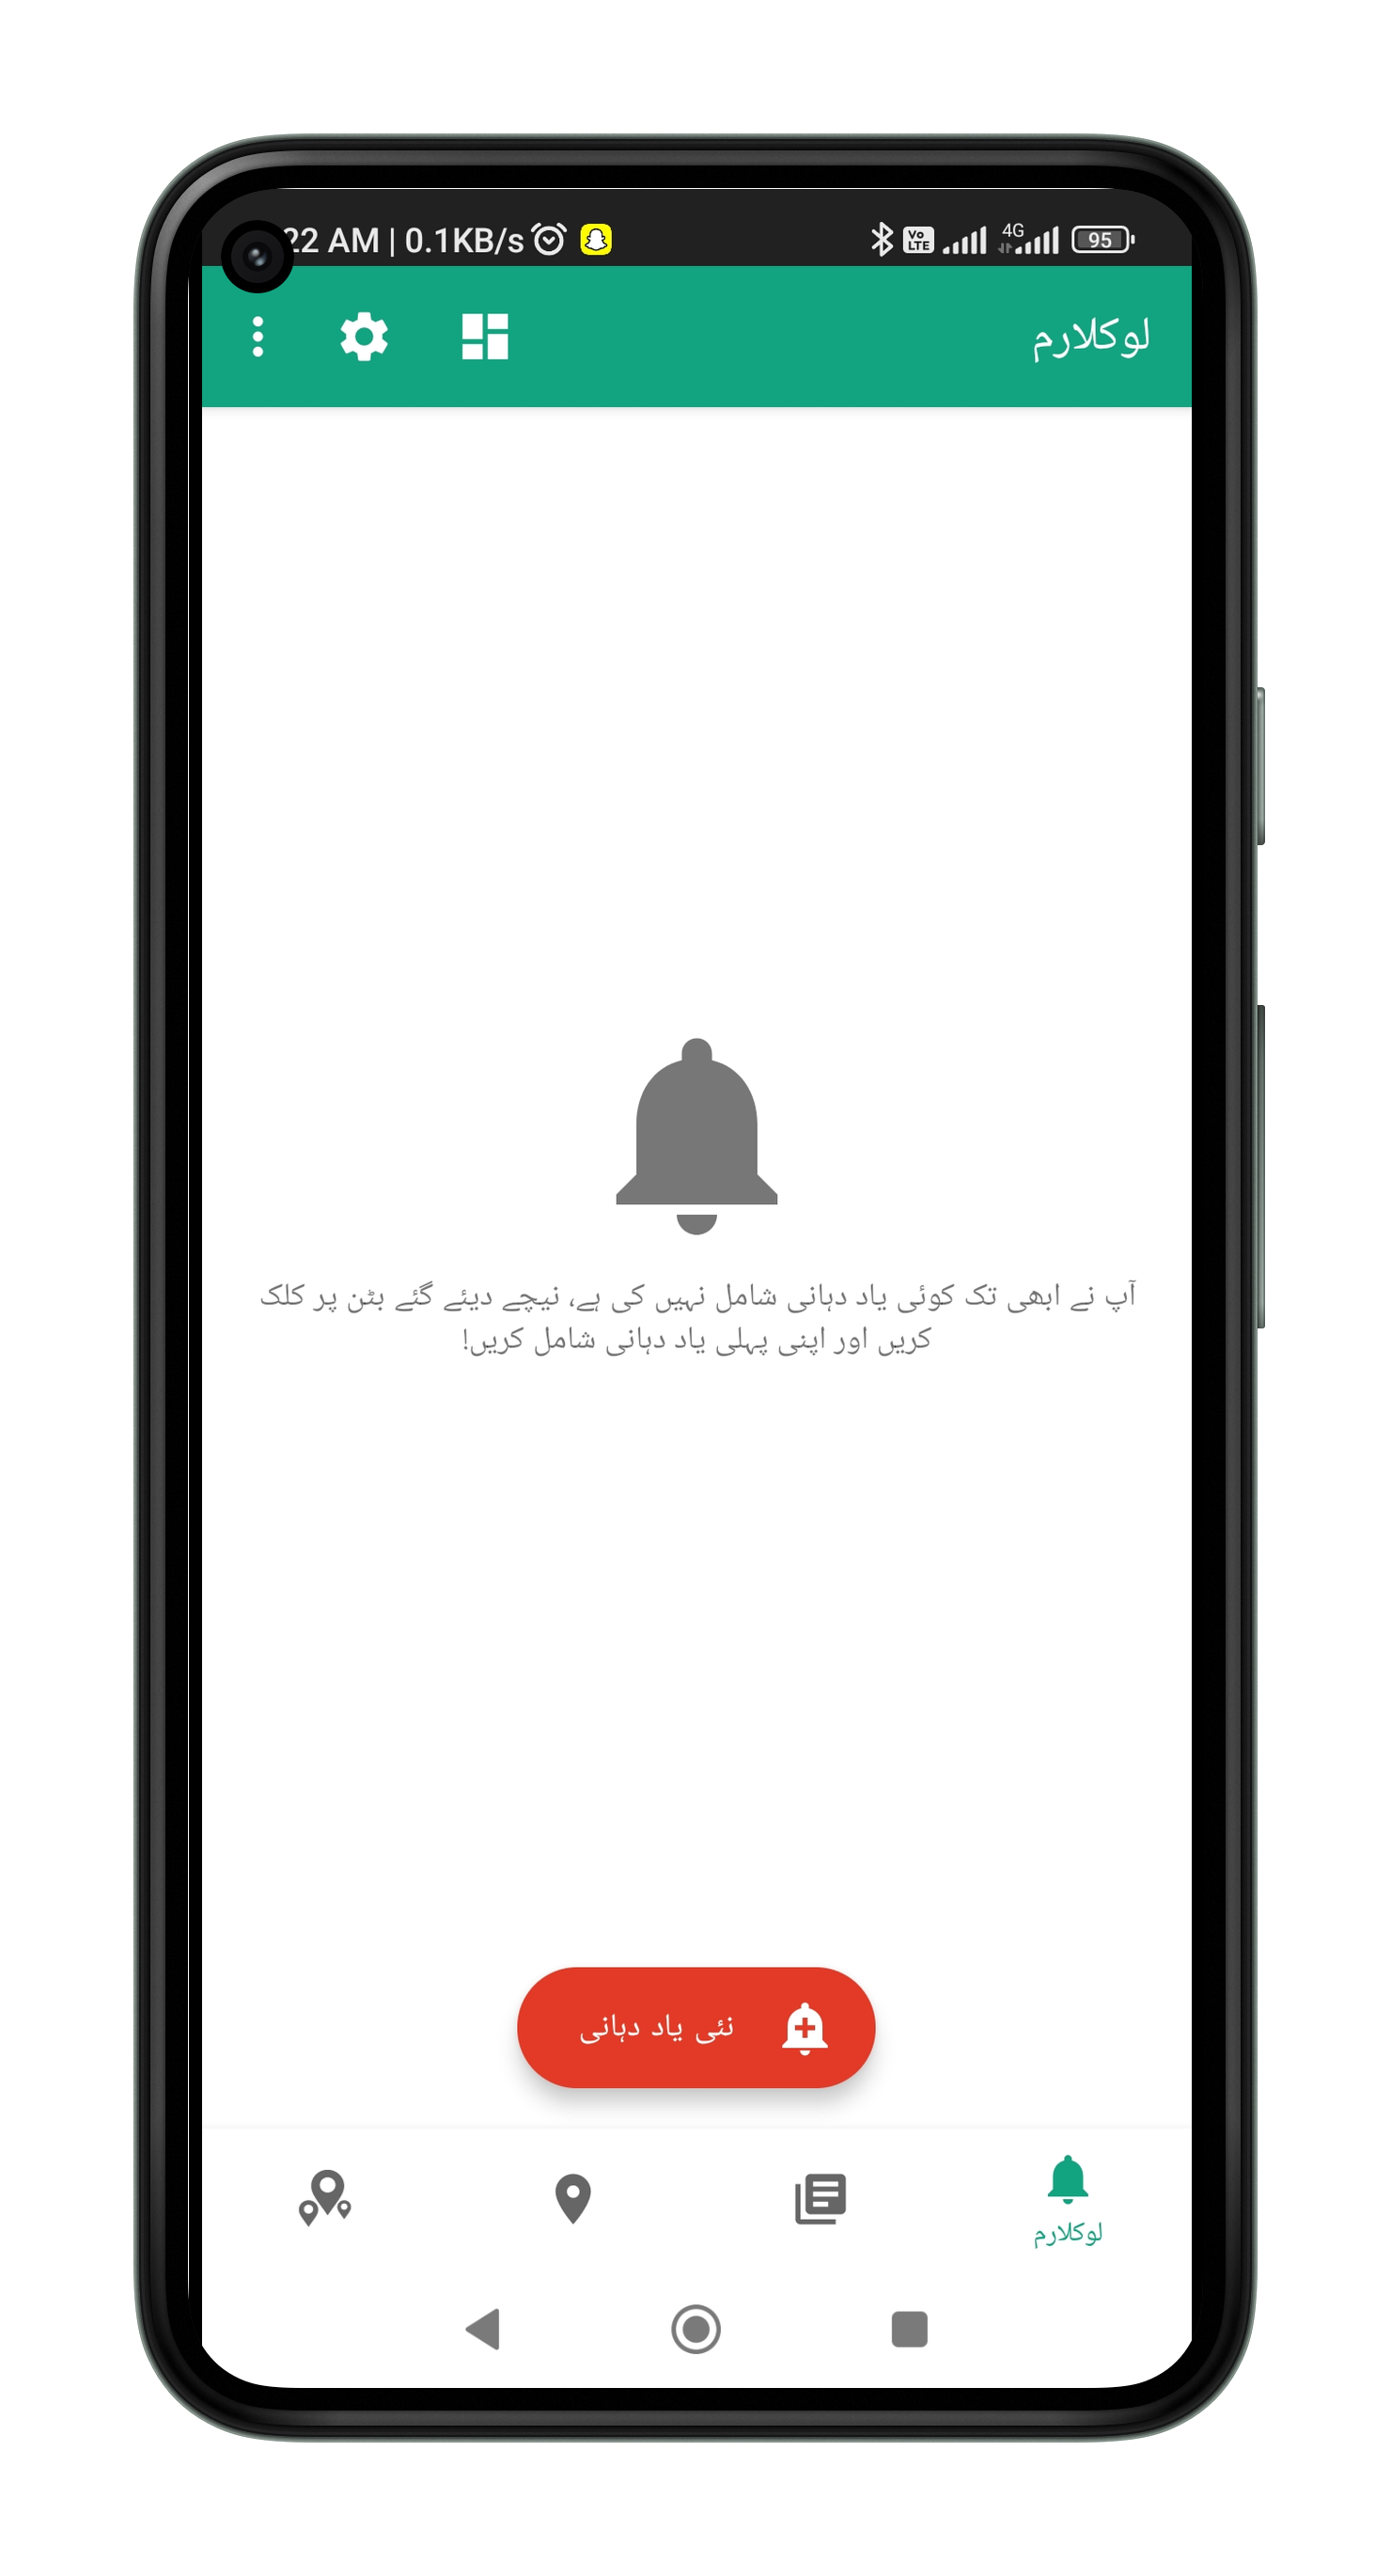 22 AM | 0.1KB/s
Vo LTE
4G
95
لوکلارم
آپ نے ابھی تک کوئی یاد دہانی شامل نہیں کی ہے، نیچے دیئے گئے بٹن پر کلک
کریں اور اپنی پہلی یاد دہانی شامل کریں!
نئی یاد دہانی
لوکلارم